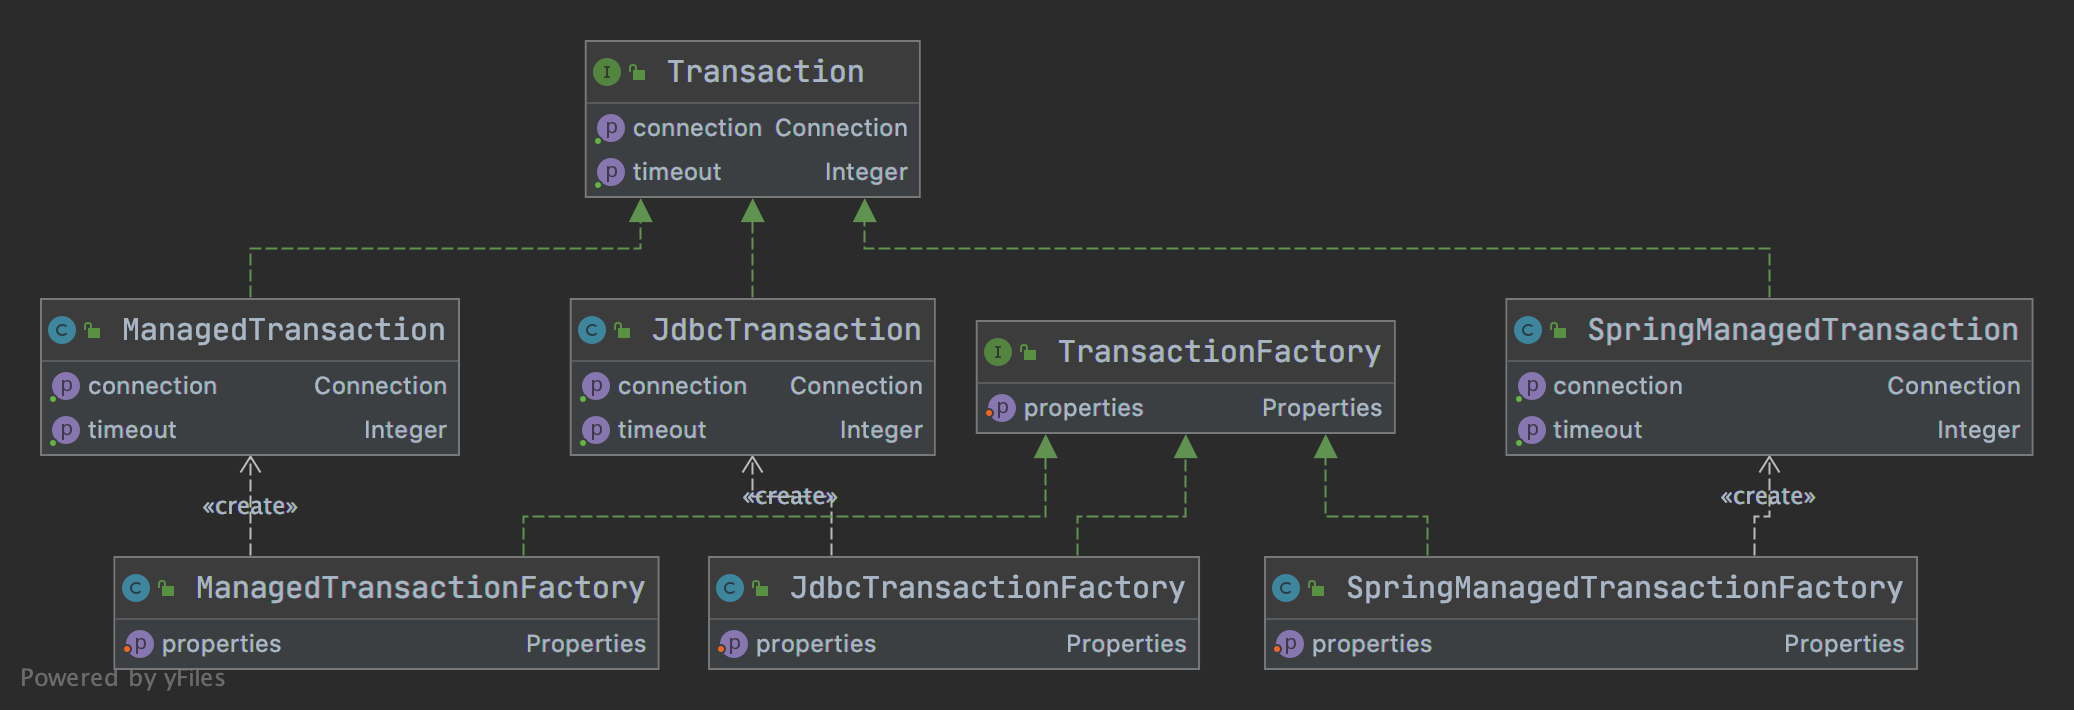 I Transaction
p connection Connection
p timeout Integer
C ManagedTransaction
p connection Connection
p timeout Integer
C JdbcTransaction
p connection Connection
p timeout Integer
I TransactionFactory
p properties Properties
C SpringManagedTransaction
p connection Connection
p timeout Integer
«create»
«create»
«create»
C ManagedTransactionFactory
p properties Properties
C JdbcTransactionFactory
p properties Properties
C SpringManagedTransactionFactory
p properties Properties
Powered by yFiles